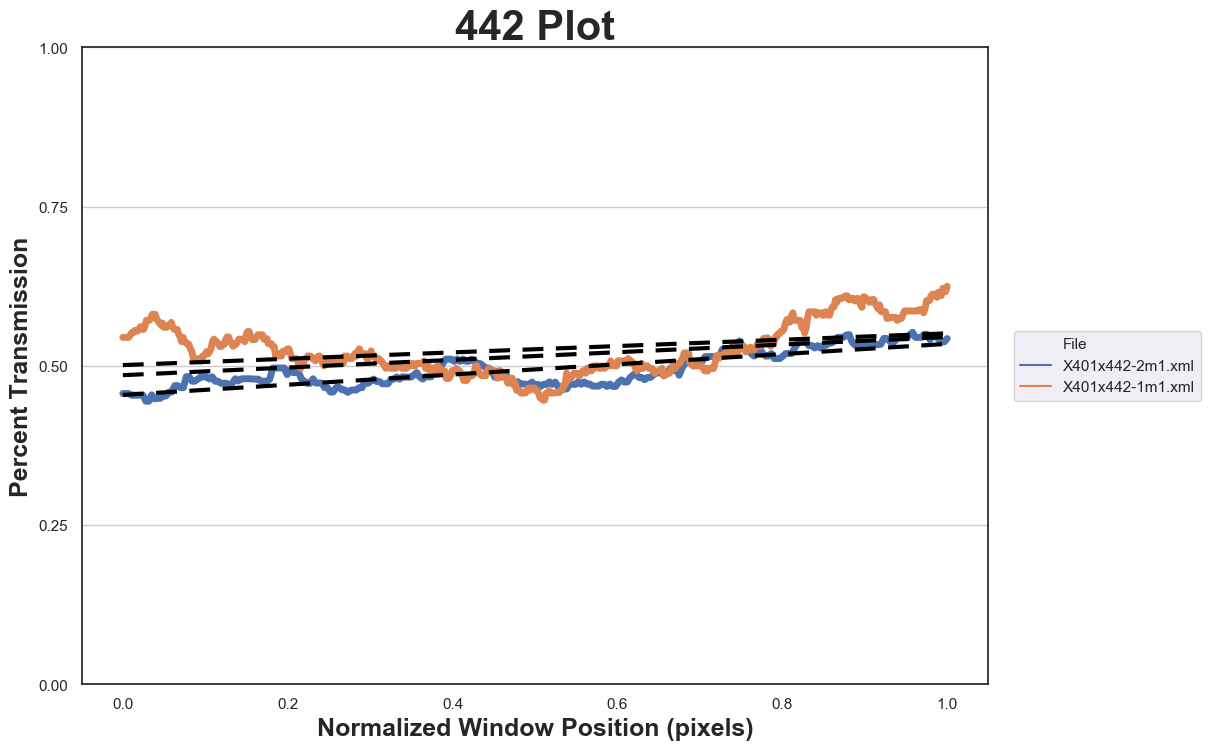 442 Plot
Percent Transmission
1.00
0.75
0.50
0.25
0.00
0.0 0.2 0.4 0.6 0.8 1.0
Normalized Window Position (pixels)
File
X401x442-2m1.xml
X401x442-1m1.xml